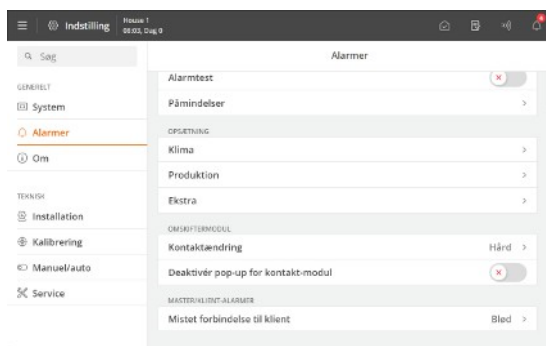 Indstilling
House 1
08:03, Dag 0
Søg
Alarmer
GENERELT
System
Alarmer
Om
TEKNISK
Installation
Kalibrering
Manuel/auto
Service
Alarmtest
Påmindelser
OPSÆTNING
Klima
Produktion
Ekstra
OMSKIFTERMODUL
Kontaktændring Hård
Deaktivér pop-up for kontakt-modul
MASTER/KLIENT-ALARMER
Mistet forbindelse til klient Blød